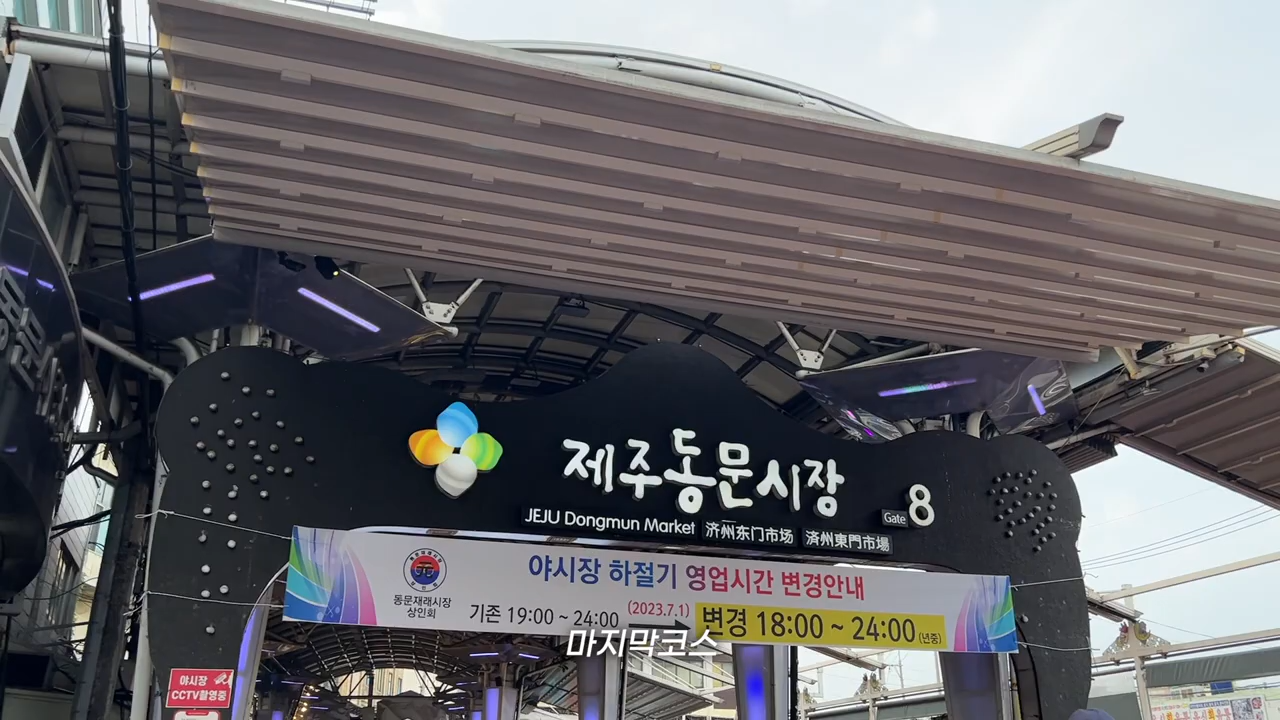 제주동문시장
Gate 8
JEJU Dongmun Market 济州东门市场 済州東門市場
야시장 하절기 영업시간 변경안내
동문재래시장
상인회
기존 19:00 ~ 24:00 (2023.7.1) 변경 18:00 ~ 24:00 (년중)
마지막코스
야시장
CCTV촬영중